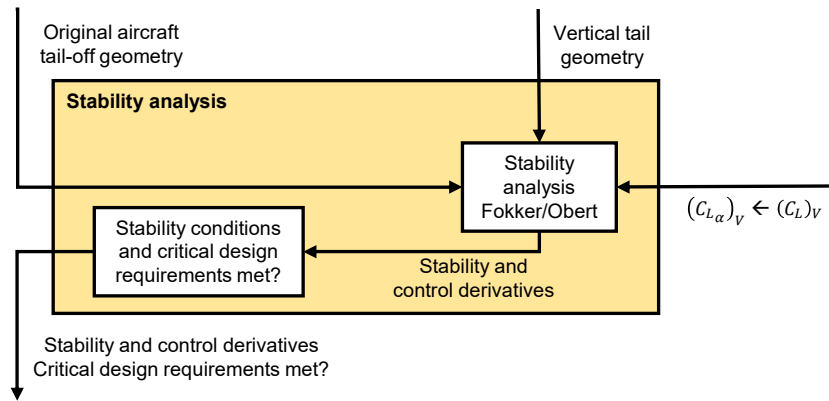 Original aircraft
tail-off geometry
Vertical tail
geometry
Stability analysis
Stability
analysis
Fokker/Obert
(C_{L_α})_V ← (C_L)_V
Stability conditions
and critical design
requirements met?
Stability and
control derivatives
Stability and control derivatives
Critical design requirements met?